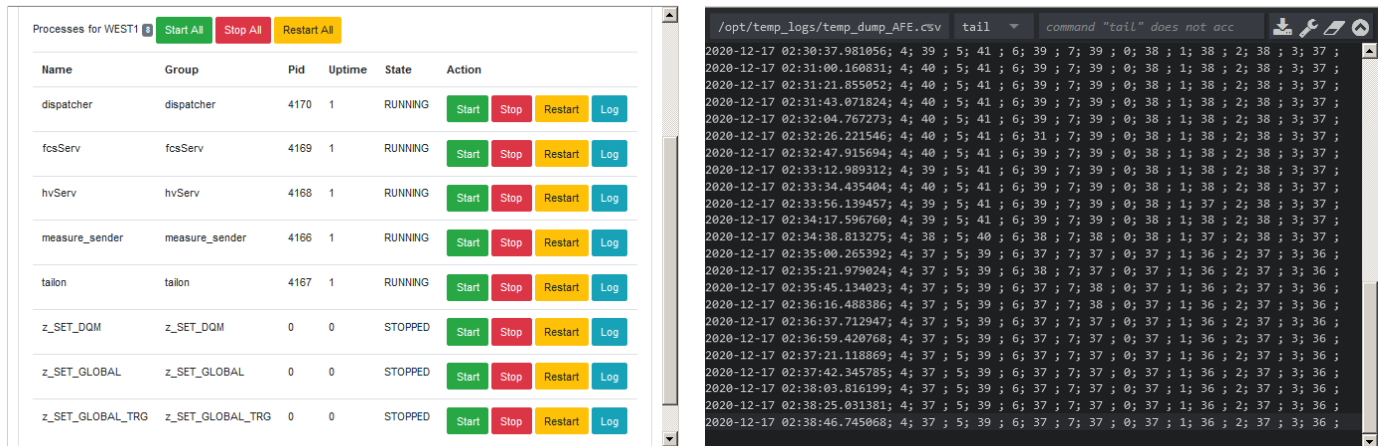 Processes for WEST1 8 Start All Stop All Restart All
Name Group Pid Uptime State Action
dispatcher dispatcher 4170 1 RUNNING Start Stop Restart Log
fcsServ fcsServ 4169 1 RUNNING Start Stop Restart Log
hvServ hvServ 4168 1 RUNNING Start Stop Restart Log
measure_sender measure_sender 4166 1 RUNNING Start Stop Restart Log
tailon tailon 4167 1 RUNNING Start Stop Restart Log
z_SET_DQM z_SET_DQM 0 0 STOPPED Start Stop Restart Log
z_SET_GLOBAL z_SET_GLOBAL 0 0 STOPPED Start Stop Restart Log
z_SET_GLOBAL_TRG z_SET_GLOBAL_TRG 0 0 STOPPED Start Stop Restart Log
/opt/temp_logs/temp_dump_AFE.csv tail command "tail" does not acc
2020-12-17 02:30:37.981056; 4; 39 ; 5; 41 ; 6; 39 ; 7; 39 ; 0; 38 ; 1; 38 ; 2; 38 ; 3; 37 ;
2020-12-17 02:31:00.160831; 4; 40 ; 5; 41 ; 6; 39 ; 7; 39 ; 0; 38 ; 1; 38 ; 2; 38 ; 3; 37 ;
2020-12-17 02:31:21.855052; 4; 40 ; 5; 41 ; 6; 39 ; 7; 39 ; 0; 38 ; 1; 38 ; 2; 38 ; 3; 37 ;
2020-12-17 02:31:43.071824; 4; 40 ; 5; 41 ; 6; 39 ; 7; 39 ; 0; 38 ; 1; 38 ; 2; 38 ; 3; 37 ;
2020-12-17 02:32:04.767273; 4; 40 ; 5; 41 ; 6; 39 ; 7; 39 ; 0; 38 ; 1; 38 ; 2; 38 ; 3; 37 ;
2020-12-17 02:32:26.221546; 4; 40 ; 5; 41 ; 6; 31 ; 7; 39 ; 0; 38 ; 1; 38 ; 2; 38 ; 3; 37 ;
2020-12-17 02:32:47.915694; 4; 40 ; 5; 41 ; 6; 39 ; 7; 39 ; 0; 38 ; 1; 38 ; 2; 38 ; 3; 37 ;
2020-12-17 02:33:12.989312; 4; 39 ; 5; 41 ; 6; 39 ; 7; 39 ; 0; 38 ; 1; 38 ; 2; 38 ; 3; 37 ;
2020-12-17 02:33:34.435404; 4; 40 ; 5; 41 ; 6; 39 ; 7; 39 ; 0; 38 ; 1; 38 ; 2; 38 ; 3; 37 ;
2020-12-17 02:33:56.139457; 4; 39 ; 5; 41 ; 6; 39 ; 7; 39 ; 0; 38 ; 1; 37 ; 2; 38 ; 3; 37 ;
2020-12-17 02:34:17.596760; 4; 39 ; 5; 41 ; 6; 39 ; 7; 39 ; 0; 38 ; 1; 38 ; 2; 38 ; 3; 37 ;
2020-12-17 02:34:38.813275; 4; 38 ; 5; 40 ; 6; 38 ; 7; 38 ; 0; 38 ; 1; 37 ; 2; 38 ; 3; 37 ;
2020-12-17 02:35:00.265392; 4; 37 ; 5; 39 ; 6; 37 ; 7; 37 ; 0; 37 ; 1; 36 ; 2; 37 ; 3; 36 ;
2020-12-17 02:35:21.979024; 4; 37 ; 5; 39 ; 6; 38 ; 7; 37 ; 0; 37 ; 1; 36 ; 2; 37 ; 3; 36 ;
2020-12-17 02:35:45.134023; 4; 37 ; 5; 39 ; 6; 37 ; 7; 38 ; 0; 37 ; 1; 36 ; 2; 37 ; 3; 36 ;
2020-12-17 02:36:16.488386; 4; 37 ; 5; 39 ; 6; 37 ; 7; 38 ; 0; 37 ; 1; 36 ; 2; 37 ; 3; 36 ;
2020-12-17 02:36:37.712947; 4; 37 ; 5; 39 ; 6; 37 ; 7; 37 ; 0; 37 ; 1; 36 ; 2; 37 ; 3; 36 ;
2020-12-17 02:36:59.420768; 4; 37 ; 5; 39 ; 6; 37 ; 7; 37 ; 0; 37 ; 1; 36 ; 2; 37 ; 3; 36 ;
2020-12-17 02:37:21.118869; 4; 37 ; 5; 39 ; 6; 37 ; 7; 37 ; 0; 37 ; 1; 36 ; 2; 37 ; 3; 36 ;
2020-12-17 02:37:42.345785; 4; 37 ; 5; 39 ; 6; 37 ; 7; 37 ; 0; 37 ; 1; 36 ; 2; 37 ; 3; 36 ;
2020-12-17 02:38:03.816199; 4; 37 ; 5; 39 ; 6; 37 ; 7; 37 ; 0; 37 ; 1; 36 ; 2; 37 ; 3; 36 ;
2020-12-17 02:38:25.031381; 4; 37 ; 5; 39 ; 6; 37 ; 7; 37 ; 0; 37 ; 1; 36 ; 2; 37 ; 3; 36 ;
2020-12-17 02:38:46.745068; 4; 37 ; 5; 39 ; 6; 37 ; 7; 37 ; 0; 37 ; 1; 36 ; 2; 37 ; 3; 36 ;